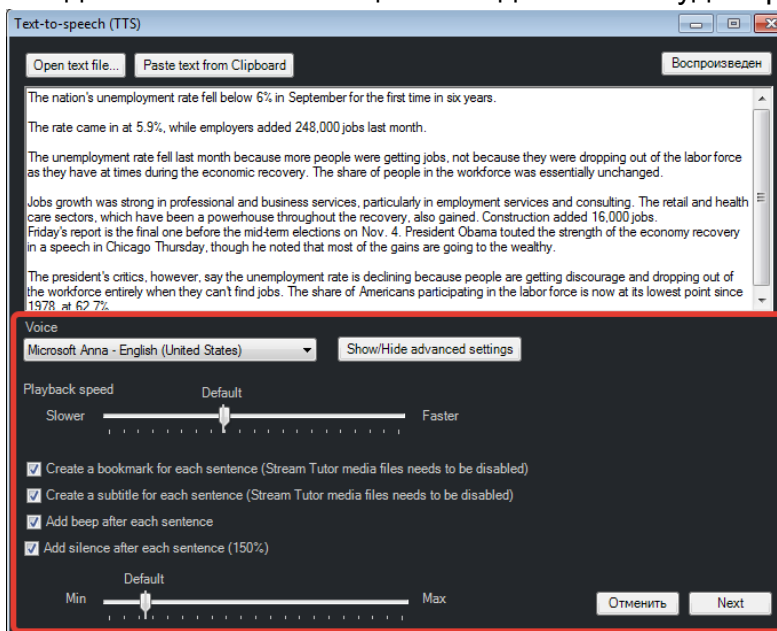 Text-to-speech (TTS)
Open text file... Paste text from Clipboard Воспроизведен
The nation's unemployment rate fell below 6% in September for the first time in six years.
The rate came in at 5.9%, while employers added 248,000 jobs last month.
The unemployment rate fell last month because more people were getting jobs, not because they were dropping out of the labor force
as they have at times during the economic recovery. The share of people in the workforce was essentially unchanged.
Jobs growth was strong in professional and business services, particularly in employment services and consulting. The retail and health
care sectors, which have been a powerhouse throughout the recovery, also gained. Construction added 16,000 jobs.
Friday's report is the final one before the mid-term elections on Nov. 4. President Obama touted the strength of the economy recovery
in a speech in Chicago Thursday, though he noted that most of the gains are going to the wealthy.
The president's critics, however, say the unemployment rate is declining because people are getting discourage and dropping out of
the workforce entirely when they can't find jobs. The share of Americans participating in the labor force is now at its lowest point since
1978, at 62.7%
Voice
Microsoft Anna - English (United States) Show/Hide advanced settings
Playback speed
Default
Slower Faster
Create a bookmark for each sentence (Stream Tutor media files needs to be disabled)
Create a subtitle for each sentence (Stream Tutor media files needs to be disabled)
Add beep after each sentence
Add silence after each sentence (150%)
Default
Min Max
Отменить Next